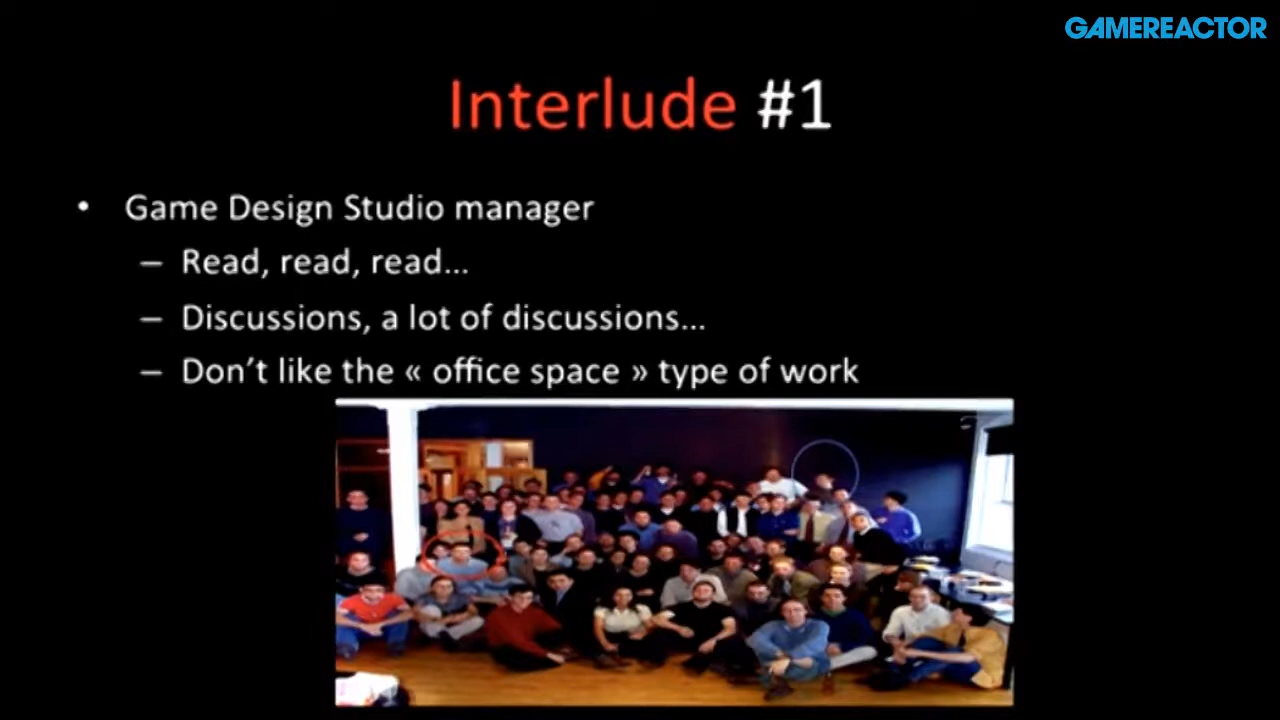 GAMEREACTOR
Interlude #1
• Game Design Studio manager
– Read, read, read...
– Discussions, a lot of discussions...
– Don't like the « office space » type of work